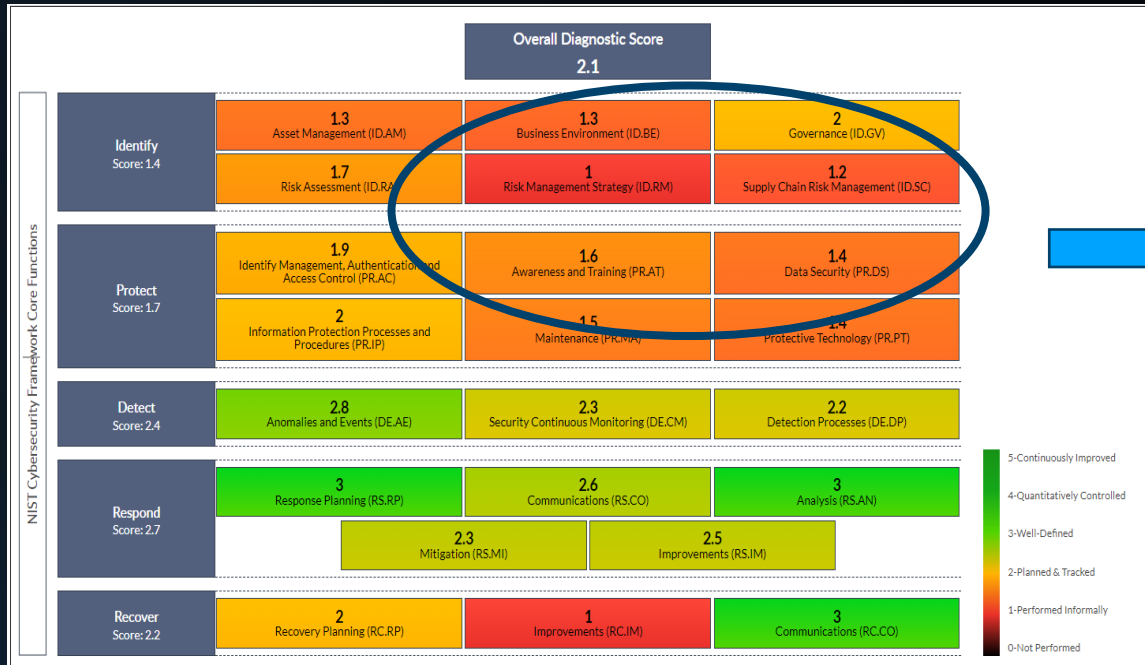 Overall Diagnostic Score
2.1
NIST Cybersecurity Framework Core Functions
Identify
Score: 1.4
1.3
Asset Management (ID.AM)
1.3
Business Environment (ID.BE)
2
Governance (ID.GV)
1.7
Risk Assessment (ID.RA
1
Risk Management Strategy (ID.RM)
1.2
Supply Chain Risk Management (ID.SC)
Protect
Score: 1.7
1.9
Identify Management, Authentication and
Access Control (PR.AC)
1.6
Awareness and Training (PR.AT)
1.4
Data Security (PR.DS)
2
Information Protection Processes and
Procedures (PR.IP)
1.5
Maintenance (PR.MA)
1.4
Protective Technology (PR.PT)
Detect
Score: 2.4
2.8
Anomalies and Events (DE.AE)
2.3
Security Continuous Monitoring (DE.CM)
2.2
Detection Processes (DE.DP)
Respond
Score: 2.7
3
Response Planning (RS.RP)
2.6
Communications (RS.CO)
3
Analysis (RS.AN)
2.3
Mitigation (RS.MI)
2.5
Improvements (RS.IM)
Recover
Score: 2.2
2
Recovery Planning (RC.RP)
1
Improvements (RC.IM)
3
Communications (RC.CO)
5-Continuously Improved
4-Quantitatively Controlled
3-Well-Defined
2-Planned & Tracked
1-Performed Informally
0-Not Performed